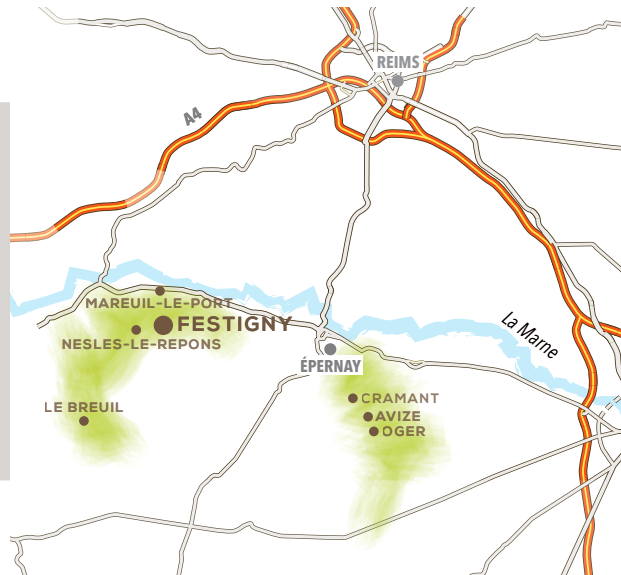 REIMS
A4
MAREUIL-LE-PORT
FESTIGNY
NESLES-LE-REPONS
La Marne
ÉPERNAY
CRAMANT
LE BREUIL
AVIZE
OGER